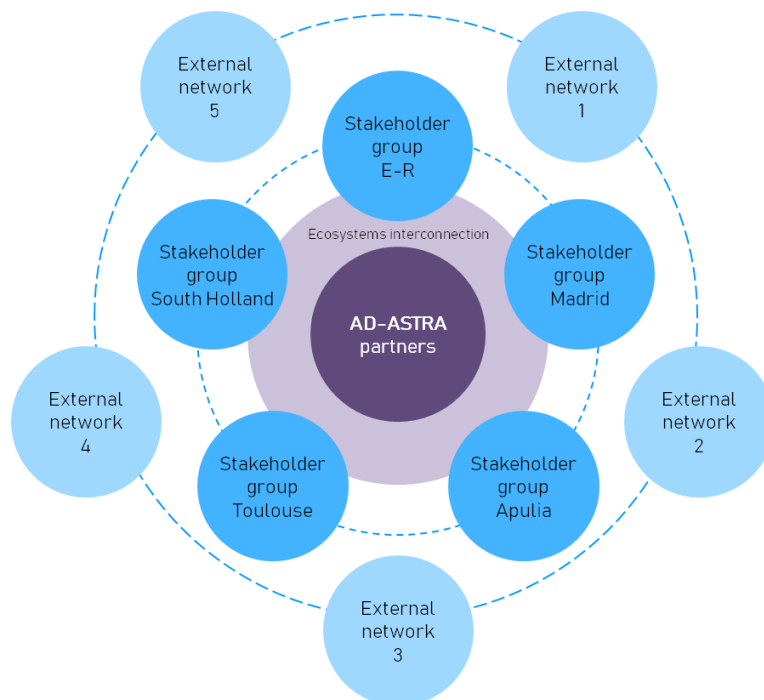 External
network
5
External
network
1
Stakeholder
group
E-R
Ecosystems interconnection
Stakeholder
group
South Holland
Stakeholder
group
Madrid
AD-ASTRA
partners
External
network
4
External
network
2
Stakeholder
group
Toulouse
Stakeholder
group
Apulia
External
network
3